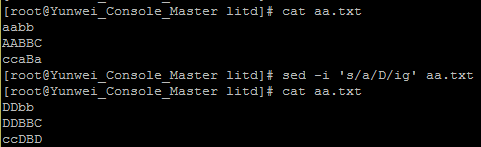 [root@Yunwei_Console_Master litd]# cat aa.txt
aabb
AABBC
ccaBa
[root@Yunwei_Console_Master litd]# sed -i 's/a/D/ig' aa.txt
[root@Yunwei_Console_Master litd]# cat aa.txt
DDbb
DDBBC
ccDBD